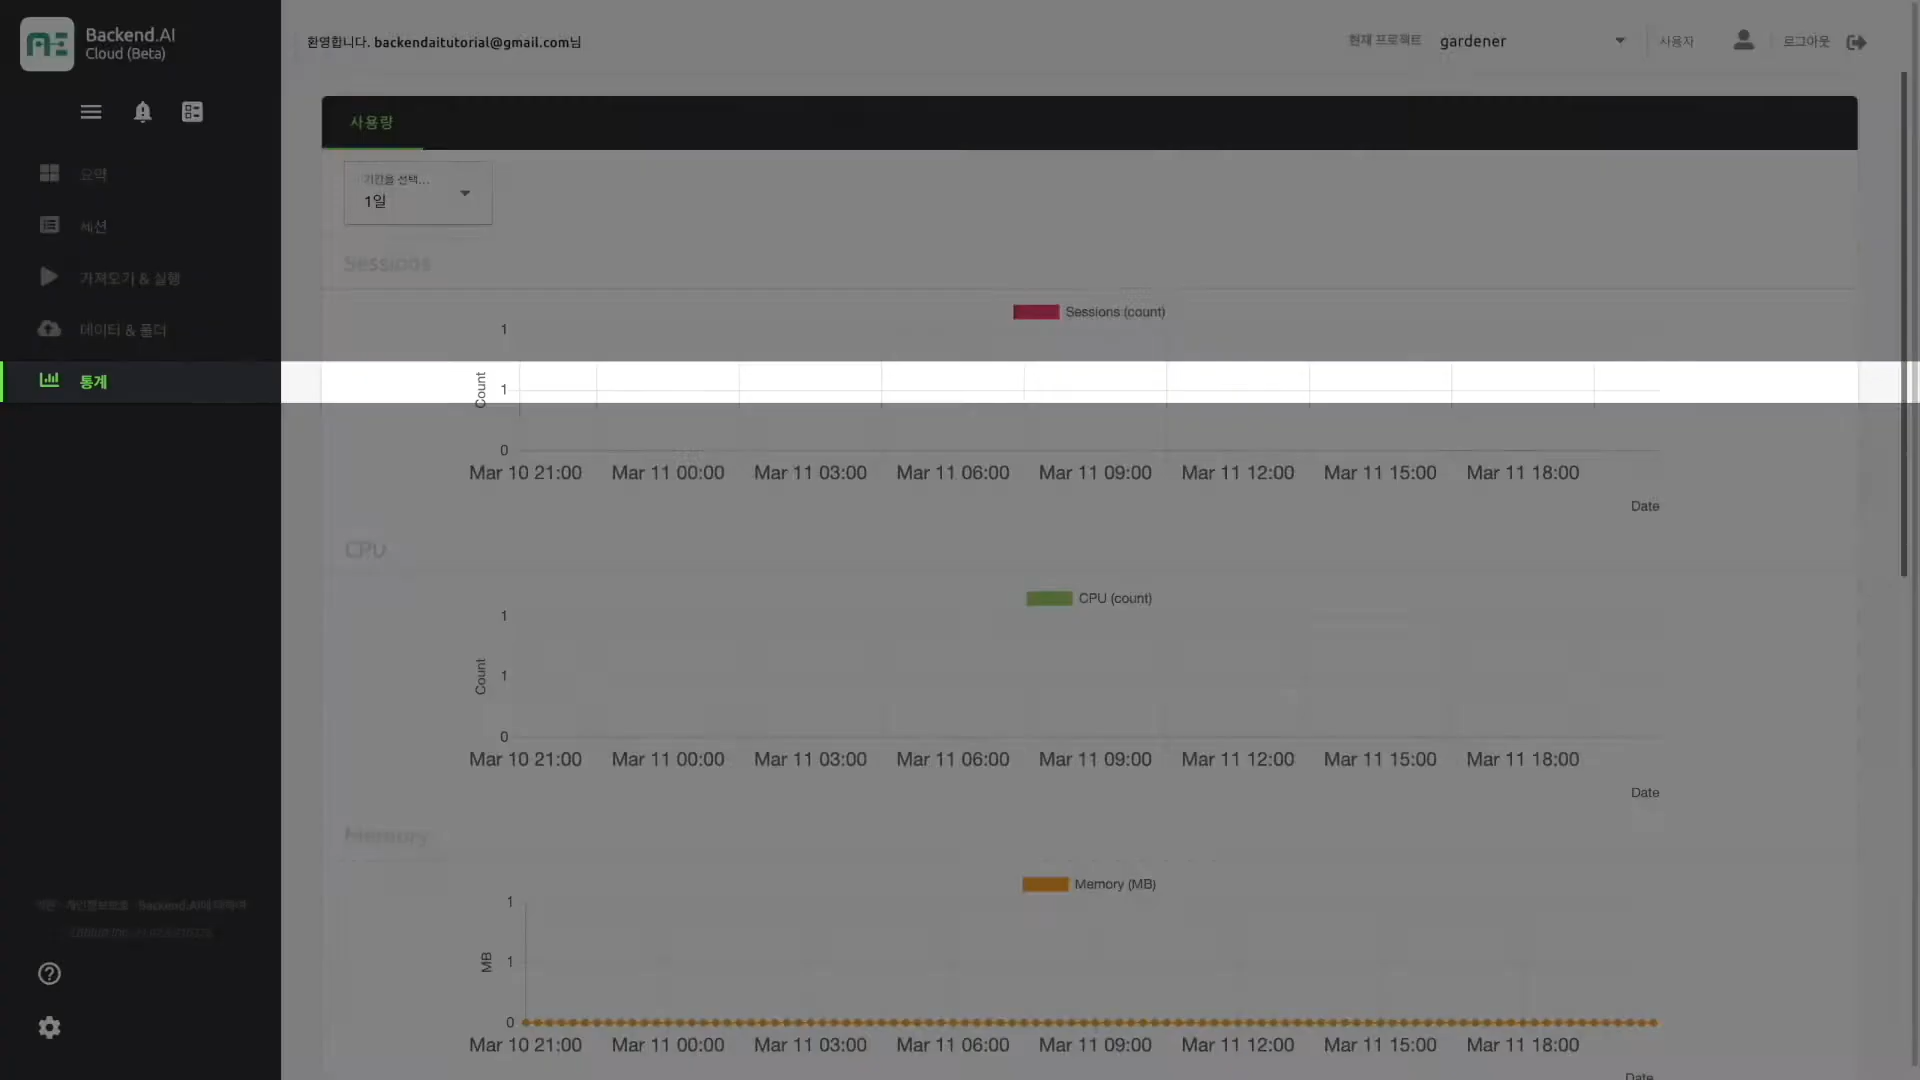 Backend.AI
Cloud (Beta)
환영합니다. backendaitutorial@gmail.com님
현재 프로젝트 gardener 사용자 로그아웃
요약
세션
가져오기 & 실행
데이터 & 폴더
통계
사용량
기간을 선택...
1일
Sessions
Sessions (count)
1
1
0
Count
Mar 10 21:00 Mar 11 00:00 Mar 11 03:00 Mar 11 06:00 Mar 11 09:00 Mar 11 12:00 Mar 11 15:00 Mar 11 18:00
Date
CPU
CPU (count)
1
1
0
Count
Mar 10 21:00 Mar 11 00:00 Mar 11 03:00 Mar 11 06:00 Mar 11 09:00 Mar 11 12:00 Mar 11 15:00 Mar 11 18:00
Date
Memory
Memory (MB)
1
1
0
MB
Mar 10 21:00 Mar 11 00:00 Mar 11 03:00 Mar 11 06:00 Mar 11 09:00 Mar 11 12:00 Mar 11 15:00 Mar 11 18:00
Date